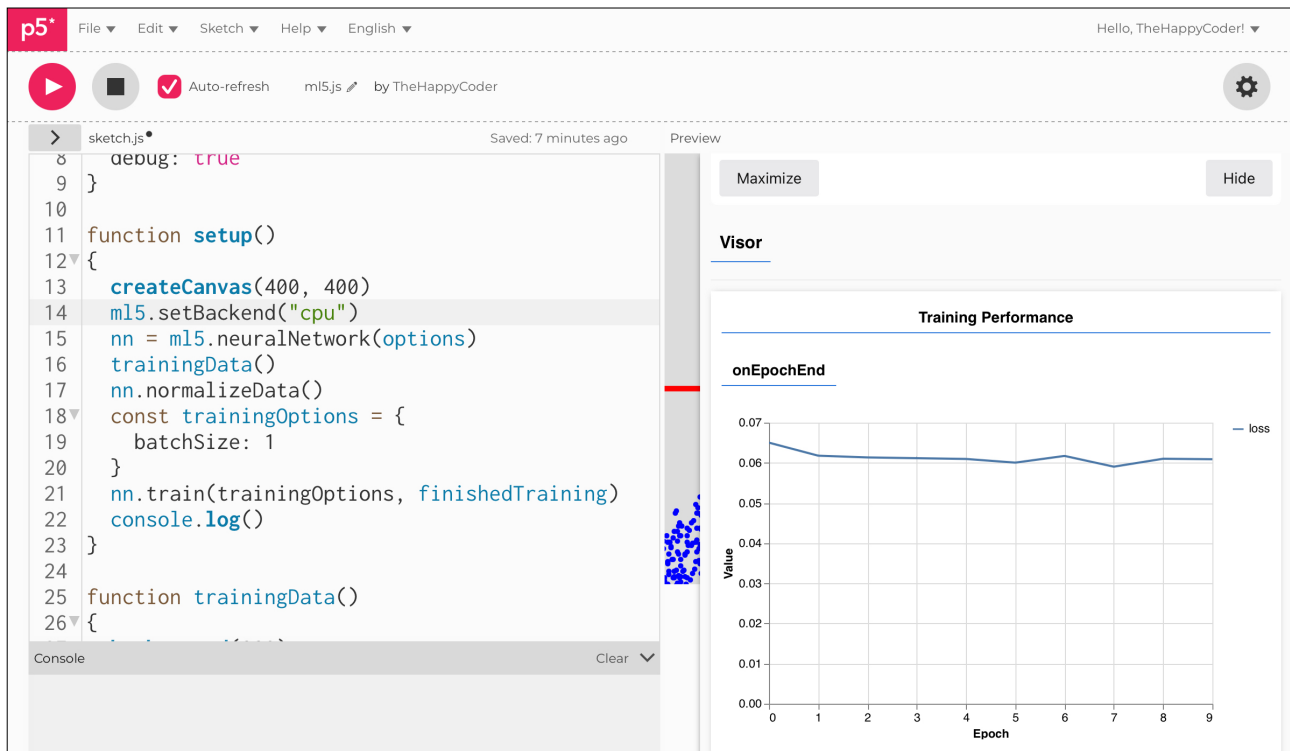 p5* File Edit Sketch Help English Hello, TheHappyCoder!
Auto-refresh ml5.js by TheHappyCoder
sketch.js Saved: 7 minutes ago Preview
8 debug: true
9 }
10
11 function setup()
12 {
13 createCanvas(400, 400)
14 ml5.setBackend("cpu")
15 nn = ml5.neuralNetwork(options)
16 trainingData()
17 nn.normalizeData()
18 const trainingOptions = {
19 batchSize: 1
20 }
21 nn.train(trainingOptions, finishedTraining)
22 console.log()
23 }
24
25 function trainingData()
26 {
Console Clear
Maximize Hide
Visor
Training Performance
onEpochEnd
0.07
0.06
0.05
0.04
0.03
0.02
0.01
0.00
Value
0 1 2 3 4 5 6 7 8 9
Epoch
loss